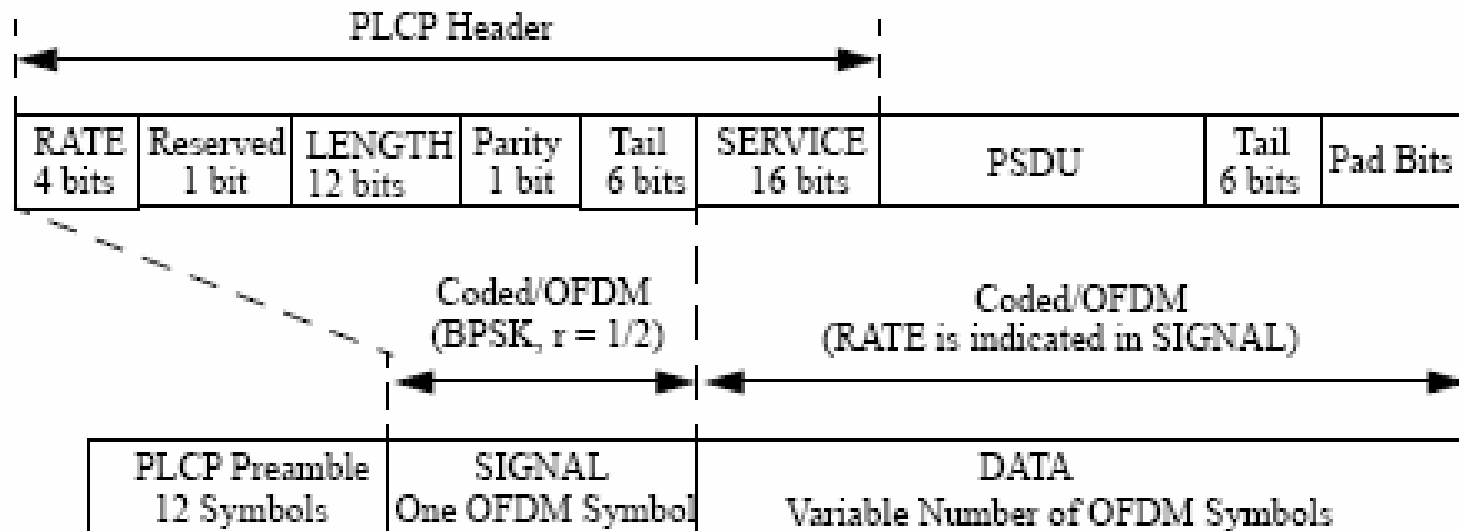 PLCP Header
RATE Reserved LENGTH Parity Tail SERVICE PSDU Tail Pad Bits
4 bits 1 bit 12 bits 1 bit 6 bits 16 bits 6 bits
Coded/OFDM Coded/OFDM
(BPSK, r = 1/2) (RATE is indicated in SIGNAL)
PLCP Preamble SIGNAL DATA
12 Symbols One OFDM Symbol Variable Number of OFDM Symbols